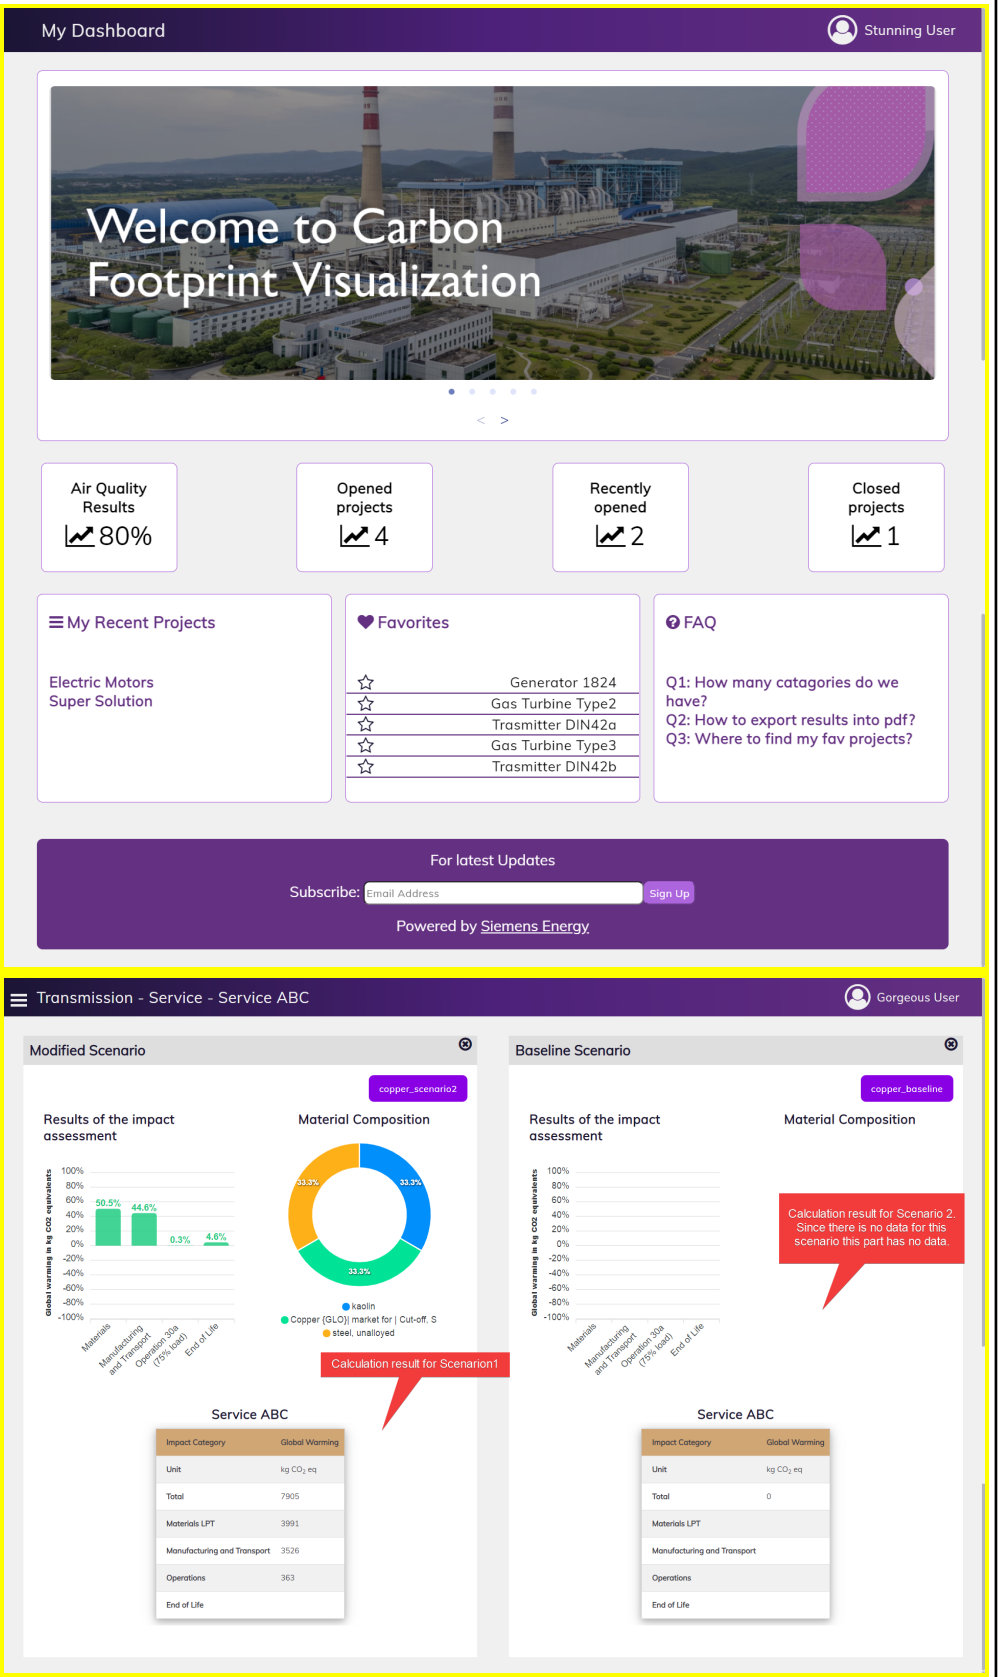 My Dashboard
Stunning User
Welcome to Carbon
Footprint Visualization
< >
Air Quality
Results
80%
Opened
projects
4
Recently
opened
2
Closed
projects
1
My Recent Projects
Electric Motors
Super Solution
Favorites
Generator 1824
Gas Turbine Type2
Trasmitter DIN42a
Gas Turbine Type3
Trasmitter DIN42b
FAQ
Q1: How many catagories do we
have?
Q2: How to export results into pdf?
Q3: Where to find my fav projects?
For latest Updates
Subscribe: Email Address Sign Up
Powered by Siemens Energy
Transmission - Service - Service ABC
Gorgeous User
Modified Scenario
copper_scenario2
Results of the impact
assessment
Global warming in kg CO2 equivalents
100%
80%
60%
40%
20%
0%
-20%
-40%
-60%
-80%
-100%
50.5%
44.6%
0.3%
4.6%
Materials
Manufacturing
and Transport
Operation 30a
(75% load)
End of Life
Material Composition
33.3%
33.3%
33.3%
kaolin
Copper {GLO}| market for | Cut-off, S
steel, unalloyed
Calculation result for Scenarion1
Service ABC
Impact Category Global Warming
Unit kg CO₂ eq
Total 7905
Materials LPT 3991
Manufacturing and Transport 3526
Operations 363
End of Life
Baseline Scenario
copper_baseline
Results of the impact
assessment
Global warming in kg CO2 equivalents
100%
80%
60%
40%
20%
0%
-20%
-40%
-60%
-80%
-100%
Materials
Manufacturing
and Transport
Operation 30a
(75% load)
End of Life
Material Composition
Calculation result for Scenario 2.
Since there is no data for this
scenario this part has no data.
Service ABC
Impact Category Global Warming
Unit kg CO₂ eq
Total 0
Materials LPT
Manufacturing and Transport
Operations
End of Life